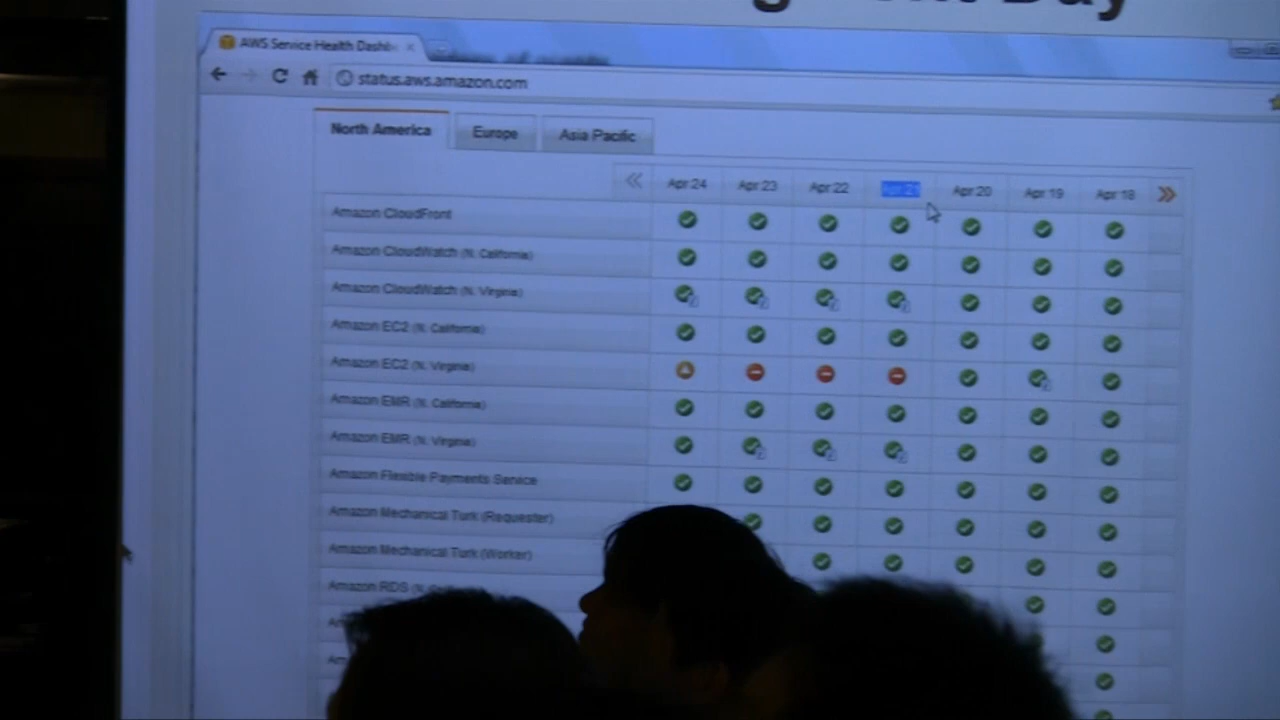 Day
AWS Service Health Dashb
status.aws.amazon.com
North America Europe Asia Pacific
Apr 24 Apr 23 Apr 22 Apr 21 Apr 20 Apr 19 Apr 18
Amazon CloudFront
Amazon CloudWatch (N. California)
Amazon CloudWatch (N. Virginia)
Amazon EC2 (N. California)
Amazon EC2 (N. Virginia)
Amazon EMR (N. California)
Amazon EMR (N. Virginia)
Amazon Flexible Payments Service
Amazon Mechanical Turk (Requester)
Amazon Mechanical Turk (Worker)
Amazon RDS